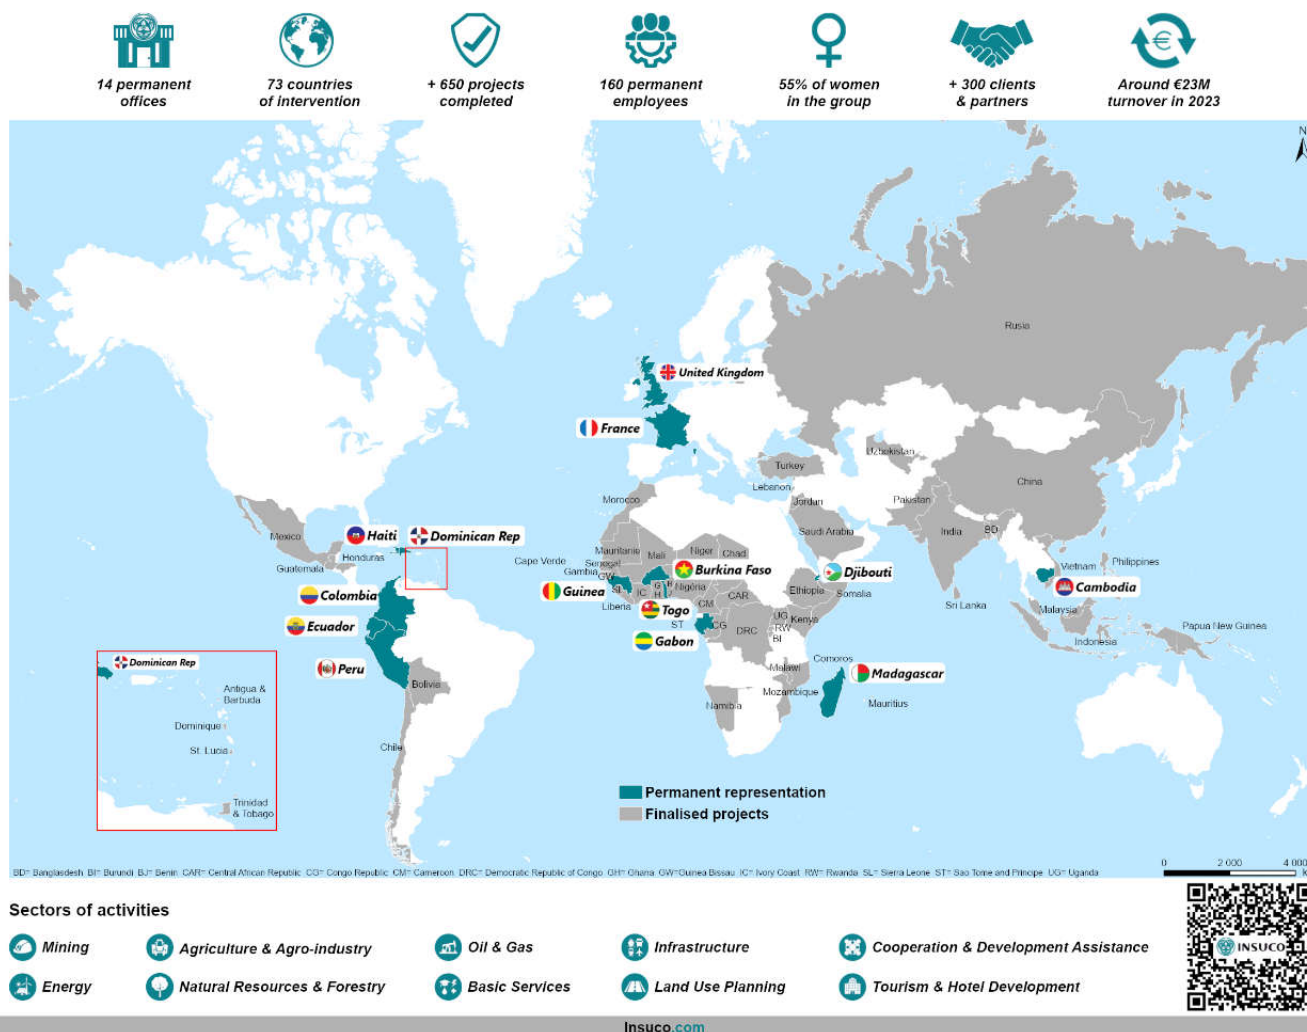 14 permanent
offices
73 countries
of intervention
+ 650 projects
completed
160 permanent
employees
55% of women
in the group
+ 300 clients
& partners
Around €23M
turnover in 2023
N
Rusia
United Kingdom
France
Uzbekistan
Turkey
China
Lebanon
Morocco
Jordun
Pakistan
Mexico
Haiti
Dominican Rep
Saudi Arabia
India
BD
Honduras
Mauritanie
Mali
Niger
Chad
Cape Verde
Senegal
Guatemala
Gambia
GW
Burkina Faso
Djibouti
Vietnam
Philippines
Colombia
Guinea
SL
IC
G
H
B
J
Nigeria
Ethiopie
Somalia
Cambodia
Liberia
Togo
CM
CAR
Sri Lanka
Malaysia
Ecuador
ST
CG
UG
Kenya
Papua New Guinea
Gabon
DRC
RW
BI
Indonesia
Dominican Rep
Peru
Comoros
Malawi
Madagascar
Bolivia
Antigua &
Barbuda
Mozambique
Mauritius
Namibia
Dominique
St. Lucia
Chile
Permanent representation
Trinidad
& Tobago
Finalised projects
0 2 000 4 000
k
BD= Banglasdesh BI= Burundi BJ= Benin CAR= Central African Republic CG= Congo Republic CM= Cameron DRC= Democratic Republic of Congo GH= Ghana GW=Guinea Bissau IC= Ivory Coast RW= Rwanda SL= Sierra Leone ST= Sao Tome and Principe UG= Uganda
Sectors of activities
Mining
Agriculture & Agro-industry
Oil & Gas
Infrastructure
Cooperation & Development Assistance
INSUCO
Energy
Natural Resources & Forestry
Basic Services
Land Use Planning
Tourism & Hotel Development
Insuco.com